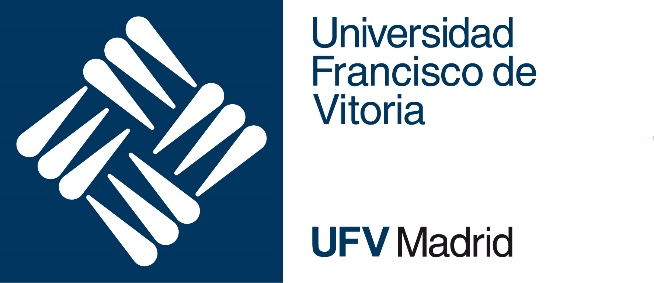 Universidad
Francisco de
Vitoria
UFV Madrid